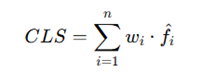 CLS = \sum_{i=1}^{n} w_i \cdot \hat{f}_i